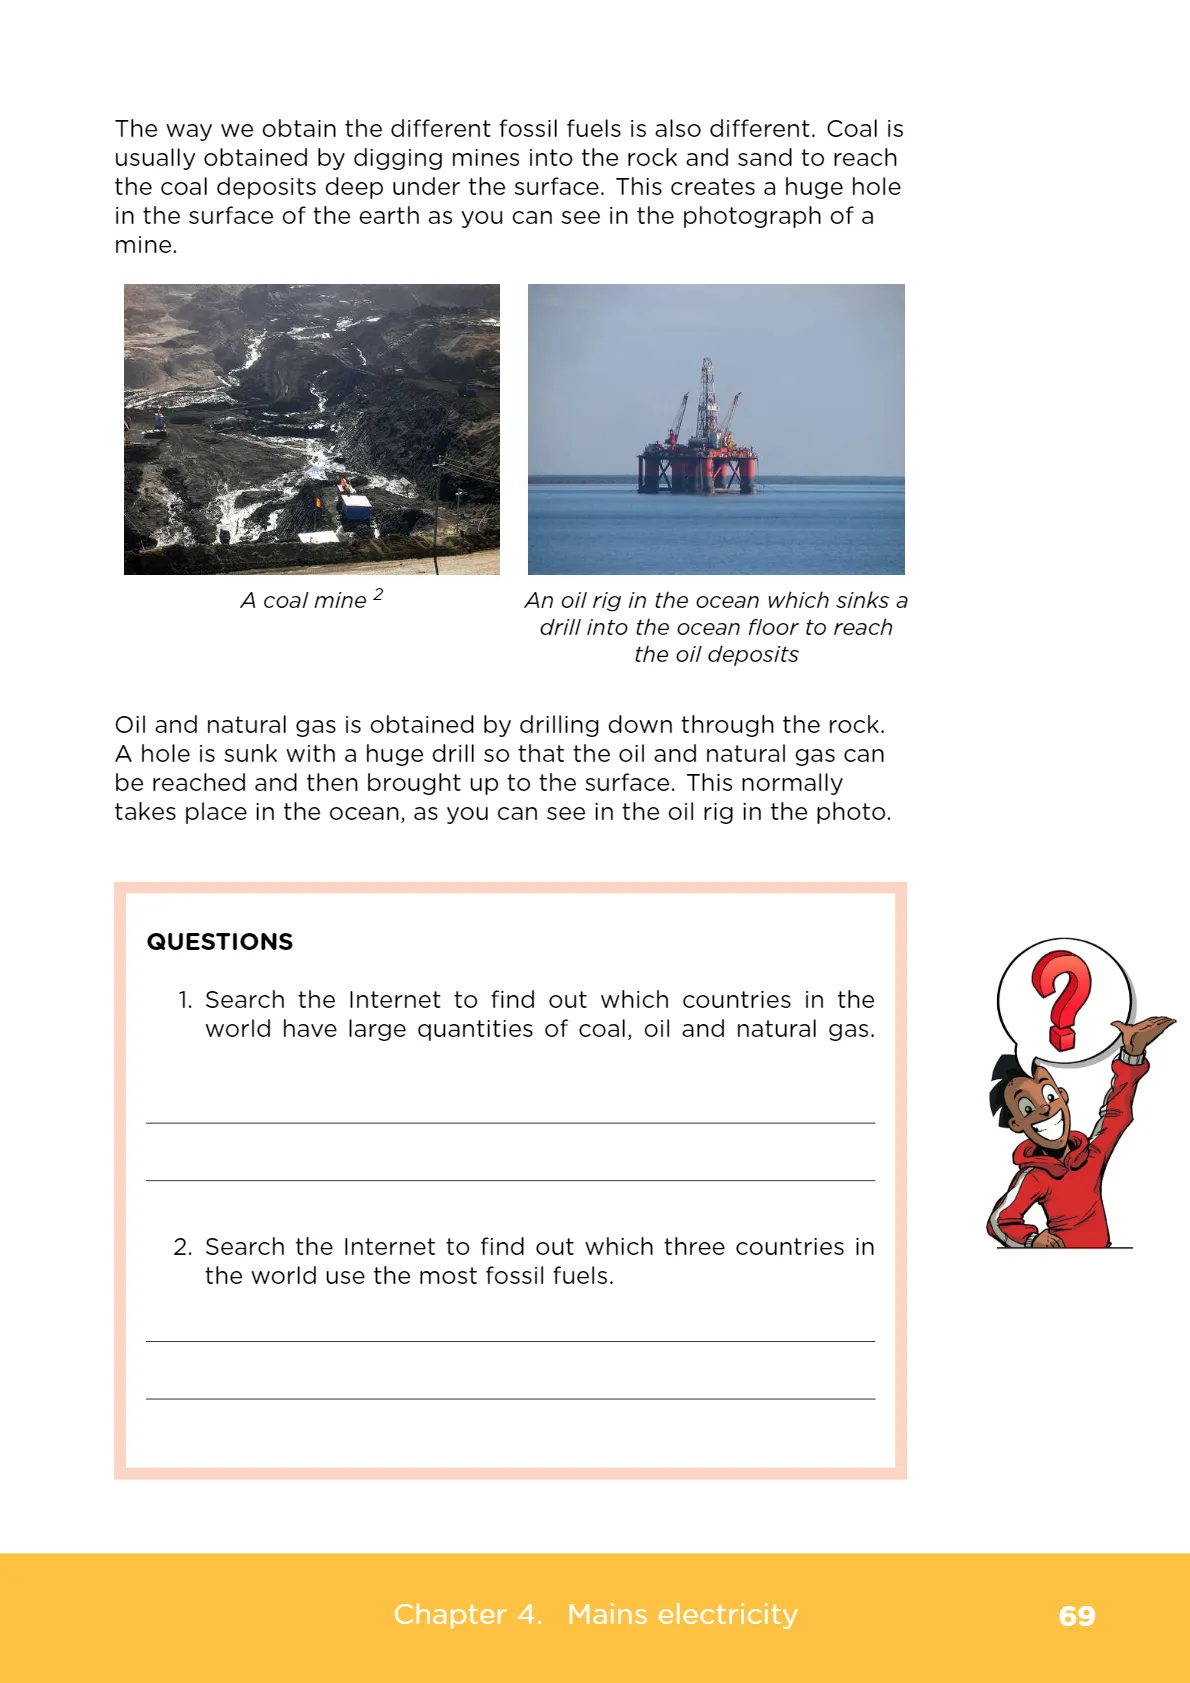 The way we obtain the different fossil fuels is also different. Coal is
usually obtained by digging mines into the rock and sand to reach
the coal deposits deep under the surface. This creates a huge hole
in the surface of the earth as you can see in the photograph of a
mine.
A coal mine 2
An oil rig in the ocean which sinks a
drill into the ocean floor to reach
the oil deposits
Oil and natural gas is obtained by drilling down through the rock.
A hole is sunk with a huge drill so that the oil and natural gas can
be reached and then brought up to the surface. This normally
takes place in the ocean, as you can see in the oil rig in the photo.
QUESTIONS
1. Search the Internet to find out which countries in the
world have large quantities of coal, oil and natural gas.
2. Search the Internet to find out which three countries in
the world use the most fossil fuels.
?
Chapter 4. Mains electricity
69